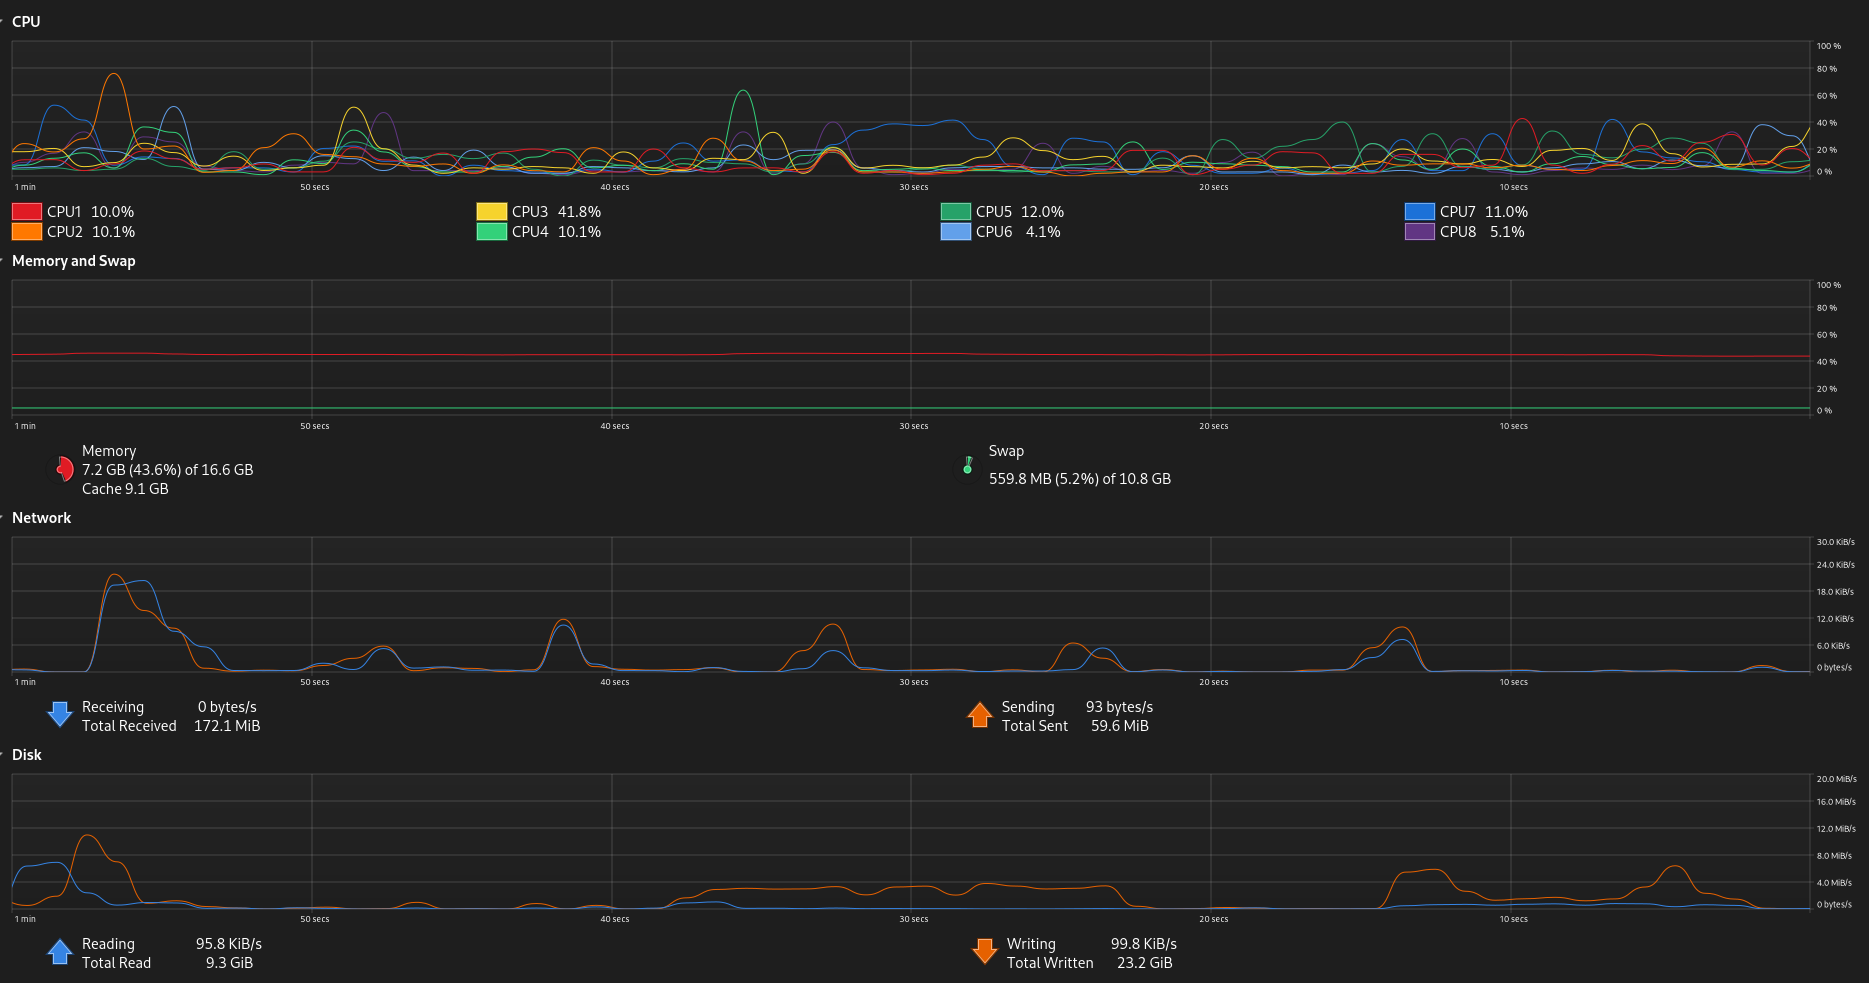 CPU
100 %
80 %
60 %
40 %
20 %
0 %
1 min 50 secs 40 secs 30 secs 20 secs 10 secs
CPU1 10.0% CPU3 41.8% CPU5 12.0% CPU7 11.0%
CPU2 10.1% CPU4 10.1% CPU6 4.1% CPU8 5.1%
Memory and Swap
100 %
80 %
60 %
40 %
20 %
0 %
1 min 50 secs 40 secs 30 secs 20 secs 10 secs
Memory
7.2 GB (43.6%) of 16.6 GB
Cache 9.1 GB
Swap
559.8 MB (5.2%) of 10.8 GB
Network
30.0 KiB/s
24.0 KiB/s
18.0 KiB/s
12.0 KiB/s
6.0 KiB/s
0 bytes/s
1 min 50 secs 40 secs 30 secs 20 secs 10 secs
Receiving 0 bytes/s
Total Received 172.1 MiB
Sending 93 bytes/s
Total Sent 59.6 MiB
Disk
20.0 MiB/s
16.0 MiB/s
12.0 MiB/s
8.0 MiB/s
4.0 MiB/s
0 bytes/s
1 min 50 secs 40 secs 30 secs 20 secs 10 secs
Reading 95.8 KiB/s
Total Read 9.3 GiB
Writing 99.8 KiB/s
Total Written 23.2 GiB